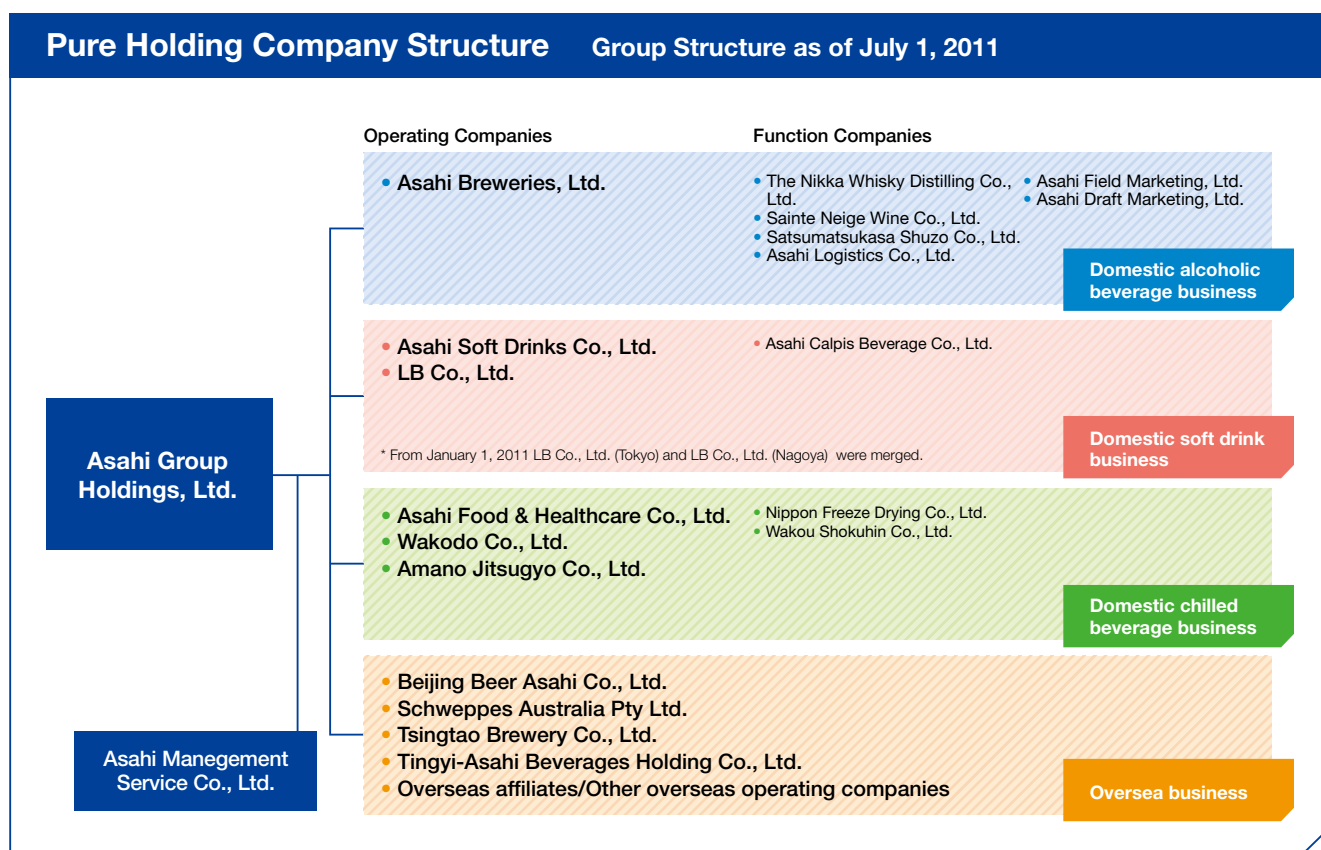 Pure Holding Company Structure Group Structure as of July 1, 2011
Operating Companies
Function Companies
• Asahi Breweries, Ltd.
• The Nikka Whisky Distilling Co.,
Ltd.
• Sainte Neige Wine Co., Ltd.
• Satsumatsukasa Shuzo Co., Ltd.
• Asahi Logistics Co., Ltd.
• Asahi Field Marketing, Ltd.
• Asahi Draft Marketing, Ltd.
Domestic alcoholic
beverage business
• Asahi Soft Drinks Co., Ltd.
• LB Co., Ltd.
• Asahi Calpis Beverage Co., Ltd.
* From January 1, 2011 LB Co., Ltd. (Tokyo) and LB Co., Ltd. (Nagoya) were merged.
Domestic soft drink
business
Asahi Group
Holdings, Ltd.
• Asahi Food & Healthcare Co., Ltd.
• Wakodo Co., Ltd.
• Amano Jitsugyo Co., Ltd.
• Nippon Freeze Drying Co., Ltd.
• Wakou Shokuhin Co., Ltd.
Domestic chilled
beverage business
• Beijing Beer Asahi Co., Ltd.
• Schweppes Australia Pty Ltd.
• Tsingtao Brewery Co., Ltd.
• Tingyi-Asahi Beverages Holding Co., Ltd.
• Overseas affiliates/Other overseas operating companies
Oversea business
Asahi Manegement
Service Co., Ltd.